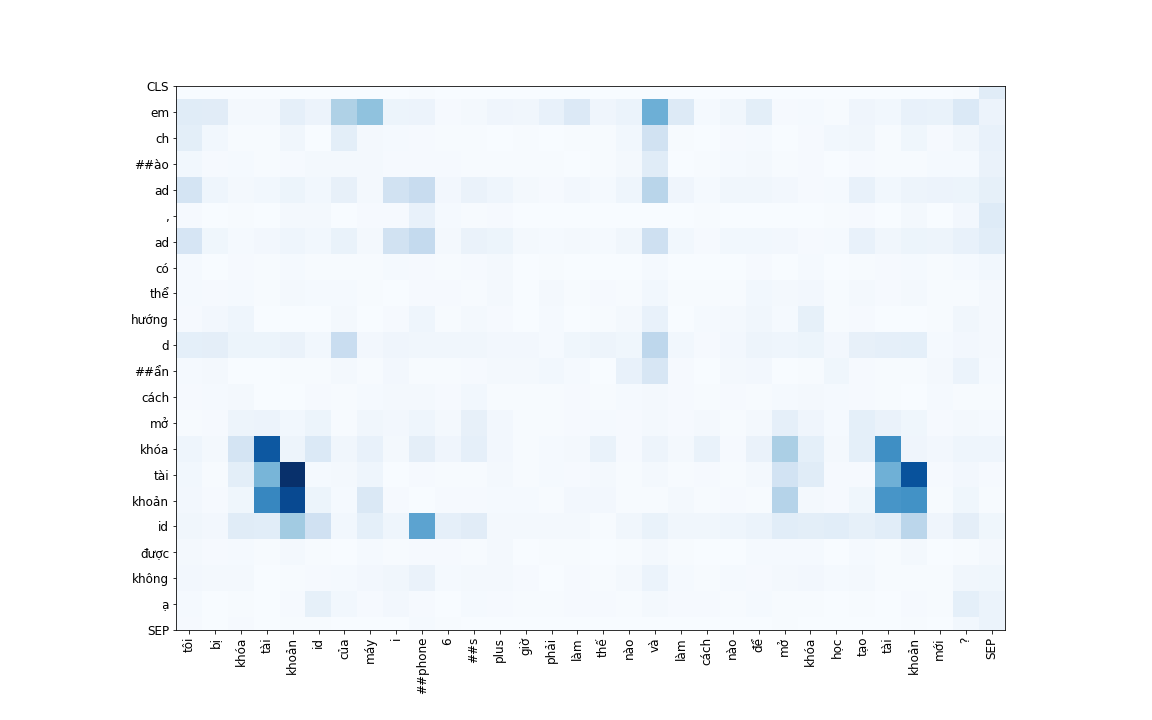 CLS
em
ch
##ào
ad
,
ad
có
thể
hướng
d
##ẩn
cách
mở
khóa
tài
khoản
id
được
không
ạ
SEP
tôi bị khóa tài khoản id của máy i ##phone 6 ##s plus giờ phải làm thế nào và làm cách nào để mở khóa học tạo tài khoản mới ? SEP